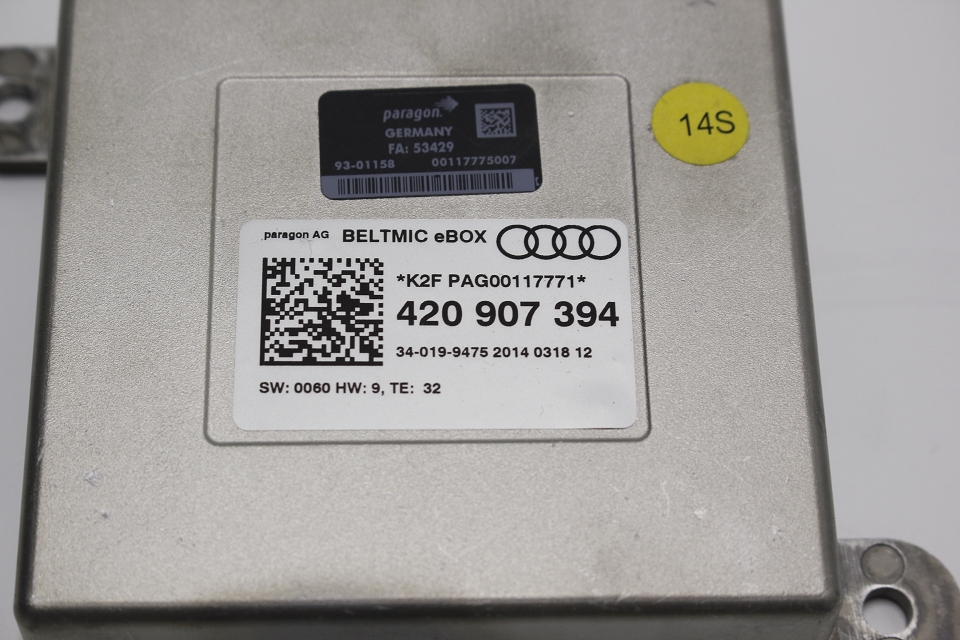 paragon
GERMANY
FA: 53429
93-01158 00117775007
14S
paragon AG BELTMIC eBOX
*K2F PAG00117771*
420 907 394
34-019-9475 2014 0318 12
SW: 0060 HW: 9, TE: 32